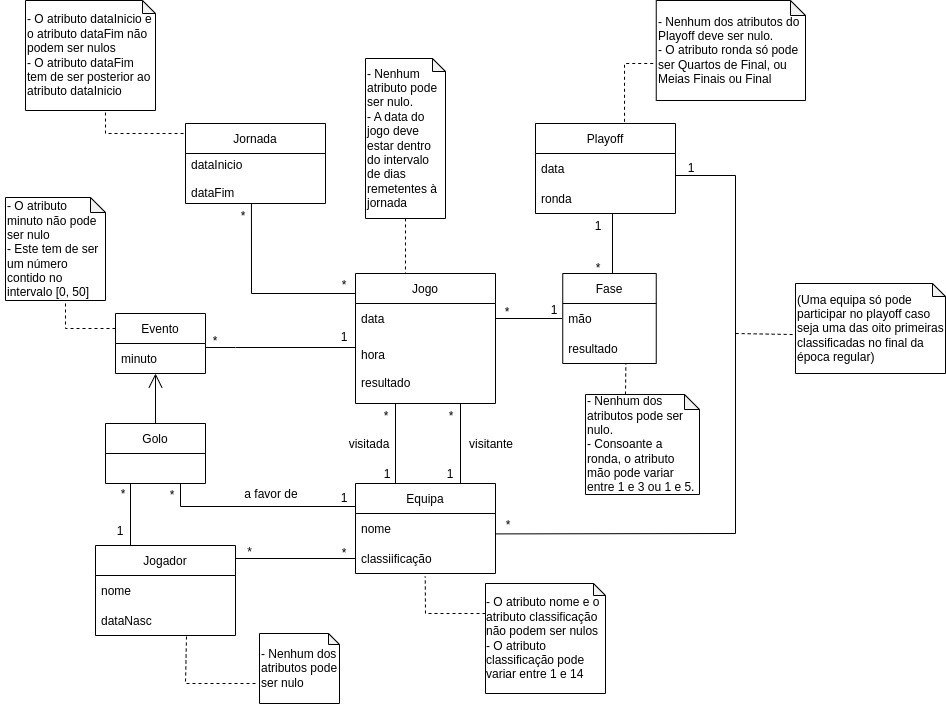 - O atributo dataInicio e
o atributo dataFim não
podem ser nulos
- O atributo dataFim
tem de ser posterior ao
atributo dataInicio
- Nenhum dos atributos do
Playoff deve ser nulo.
- O atributo ronda só pode
ser Quartos de Final, ou
Meias Finais ou Final
- Nenhum
atributo pode
ser nulo.
- A data do
jogo deve
estar dentro
do intervalo
de dias
remetentes à
jornada
Jornada
dataInicio
dataFim
*
*
Playoff
data
ronda
1
1
*
- O atributo
minuto não pode
ser nulo
- Este tem de ser
um número
contido no
intervalo [0, 50]
Evento
minuto
*
1
Jogo
data
hora
resultado
*
1
Fase
mão
resultado
(Uma equipa só pode
participar no playoff caso
seja uma das oito primeiras
classificadas no final da
época regular)
- Nenhum dos
atributos pode ser
nulo.
- Consoante a
ronda, o atributo
mão pode variar
entre 1 e 3 ou 1 e 5.
*
*
visitada
visitante
1
1
Golo
*
*
a favor de
1
1
Equipa
nome
classiificação
*
*
*
Jogador
nome
dataNasc
- Nenhum dos
atributos pode
ser nulo
- O atributo nome e o
atributo classificação
não podem ser nulos
- O atributo
classificação pode
variar entre 1 and 14